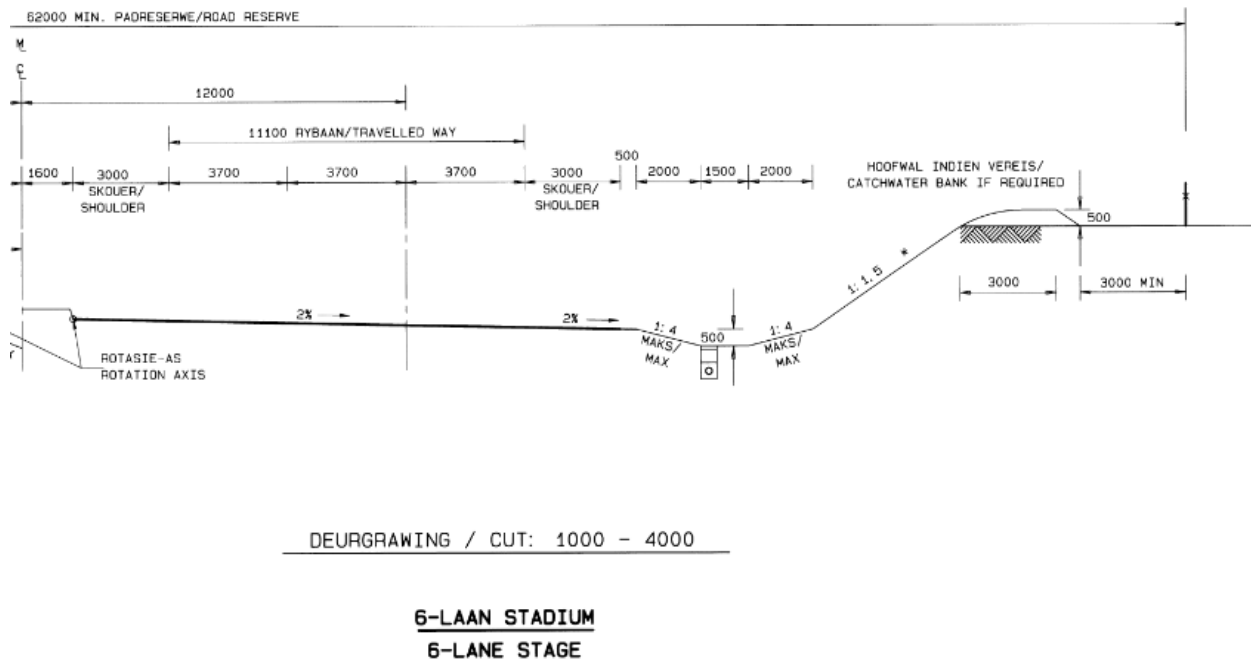 62000 MIN. PADRESERWE/ROAD RESERVE
M
C
L
12000
11100 RYBAAN/TRAVELLED WAY
500
1600 3000 3700 3700 3700 3000 2000 1500 2000
SKOUER/
SHOULDER
SKOUER/
SHOULDER
HOOFWAL INDIEN VEREIS/
CATCHWATER BANK IF REQUIRED
500
1:1.5 *
3000
3000 MIN
2%
2%
1:4
MAKS/
MAX
500
1:4
MAKS/
MAX
ROTASIE-AS
ROTATION AXIS
DEURGRAWING / CUT: 1000 - 4000
6-LAAN STADIUM
6-LANE STAGE